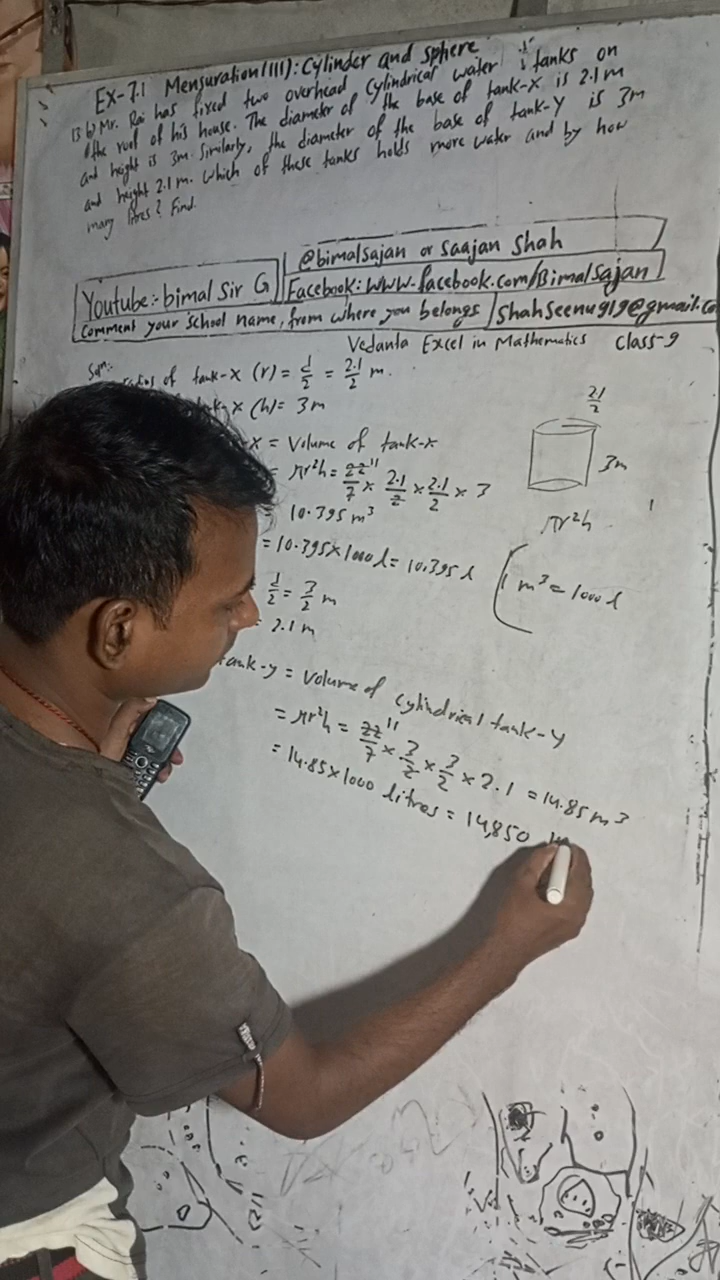 Ex-7.1 Mensuration(III): Cylinder and sphere
13 b) Mr. Rai has fixed two overhead cylindrical water tanks on
the roof of his house. The diameter of the base of tank-X is 2.1m
and height is 3m. Similarly, the diameter of the base of tank-Y is 3m
and height 2.1m. Which of these tanks holds more water and by how
many litres? Find.
@bimalsajan or saajan shah
Youtube:- bimal sir G
Facebook: www.facebook.com/Bimalsajan
comment your school name, from where you belongs
shahseenu919@gmail.co
Vedanta Excel in Mathematics class-9
Soln:-
radius of tank-X (r) = d/2 = 2.1/2 m.
k-X (h) = 3m
-X = Volume of tank-X
= πr²h = 22/7 11 × 2.1/2 × 2.1/2 × 3
= 10.395 m³
= 10.395×1000 l = 10,395 l
d/2 = 3/2 m
= 2.1m
tank-y = Volume of cylindrical tank-Y
= πr²h = 22/7 11 × 3/2 × 3/2 × 2.1 = 14.85m³
= 14.85×1000 litres = 14,850
2.1/2
3m
πr²h
1 m³ = 1000 l